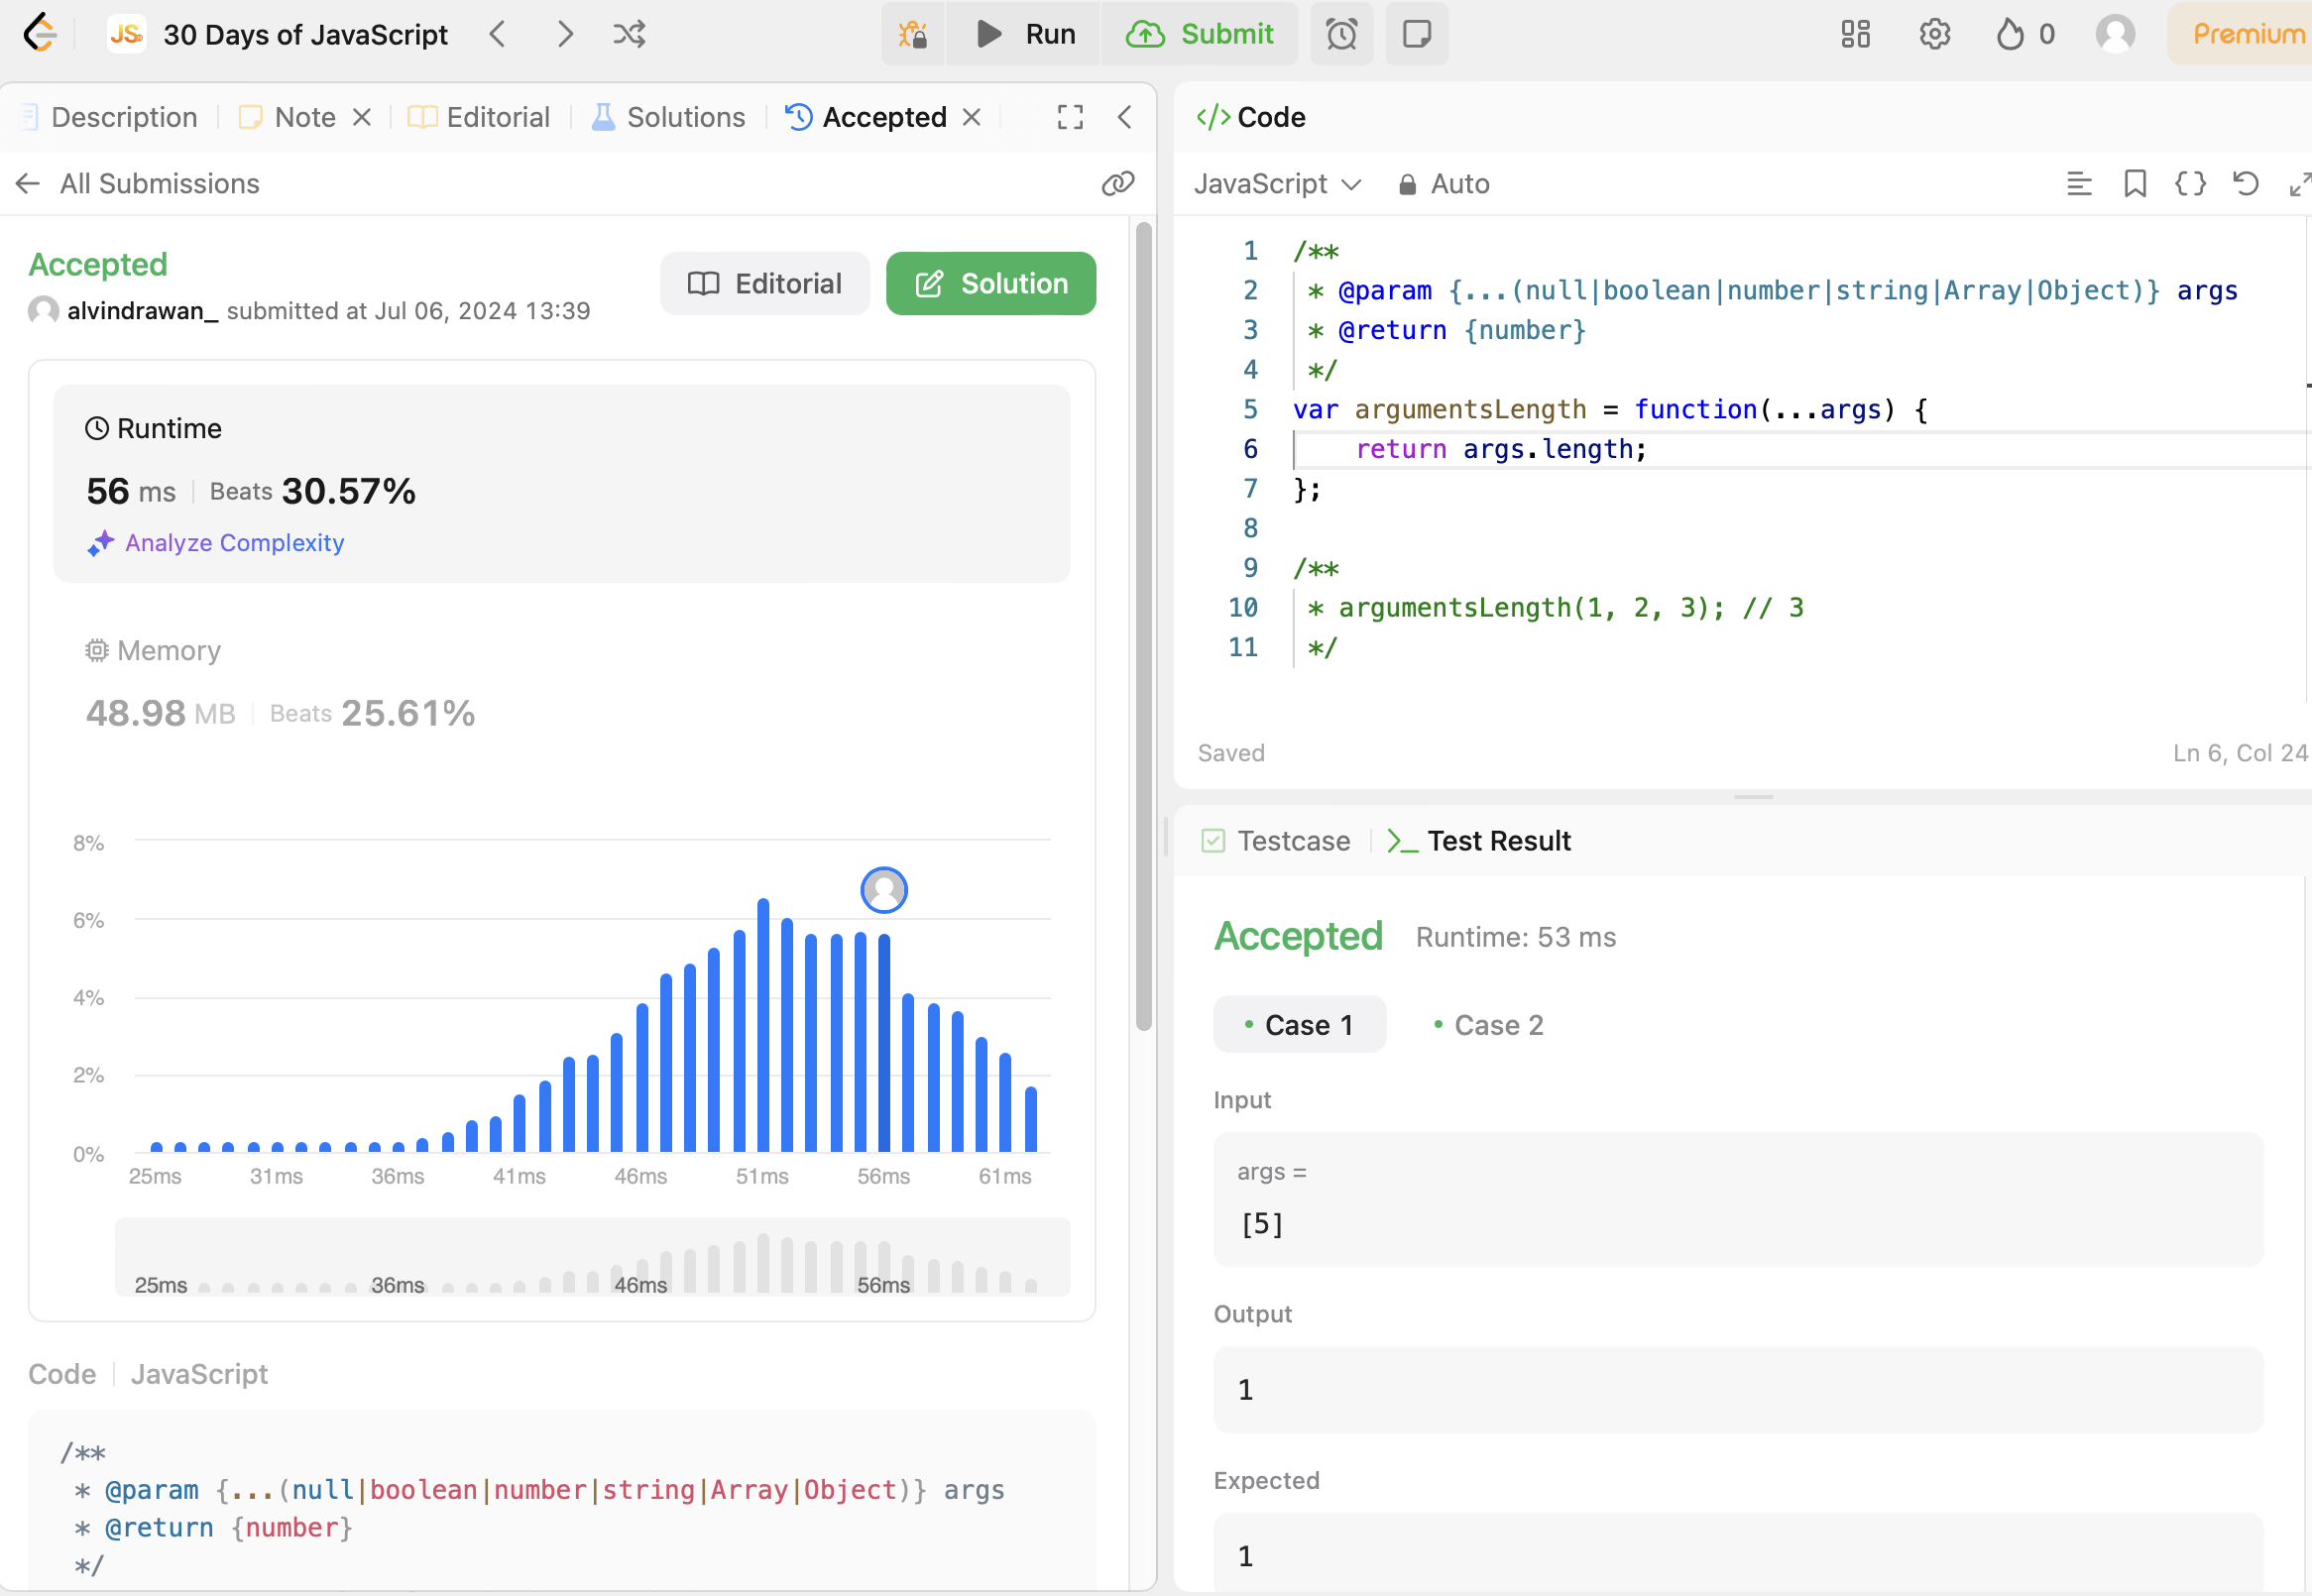 JS 30 Days of JavaScript
Run
Submit
0
Premium
Description
Note
Editorial
Solutions
Accepted
All Submissions
Accepted
Editorial
Solution
alvindrawan_ submitted at Jul 06, 2024 13:39
Runtime
56 ms Beats 30.57%
Analyze Complexity
Memory
48.98 MB Beats 25.61%
8%
6%
4%
2%
0%
25ms 31ms 36ms 41ms 46ms 51ms 56ms 61ms
25ms 36ms 46ms 56ms
Code JavaScript
/**
 * @param {...(null|boolean|number|string|Array|Object)} args
 * @return {number}
 */
</> Code
JavaScript Auto
1 /**
2  * @param {...(null|boolean|number|string|Array|Object)} args
3  * @return {number}
4  */
5 var argumentsLength = function(...args) {
6     return args.length;
7 };
8
9 /**
10  * argumentsLength(1, 2, 3); // 3
11  */
Saved
Ln 6, Col 24
Testcase
>_ Test Result
Accepted Runtime: 53 ms
• Case 1 • Case 2
Input
args =
[5]
Output
1
Expected
1